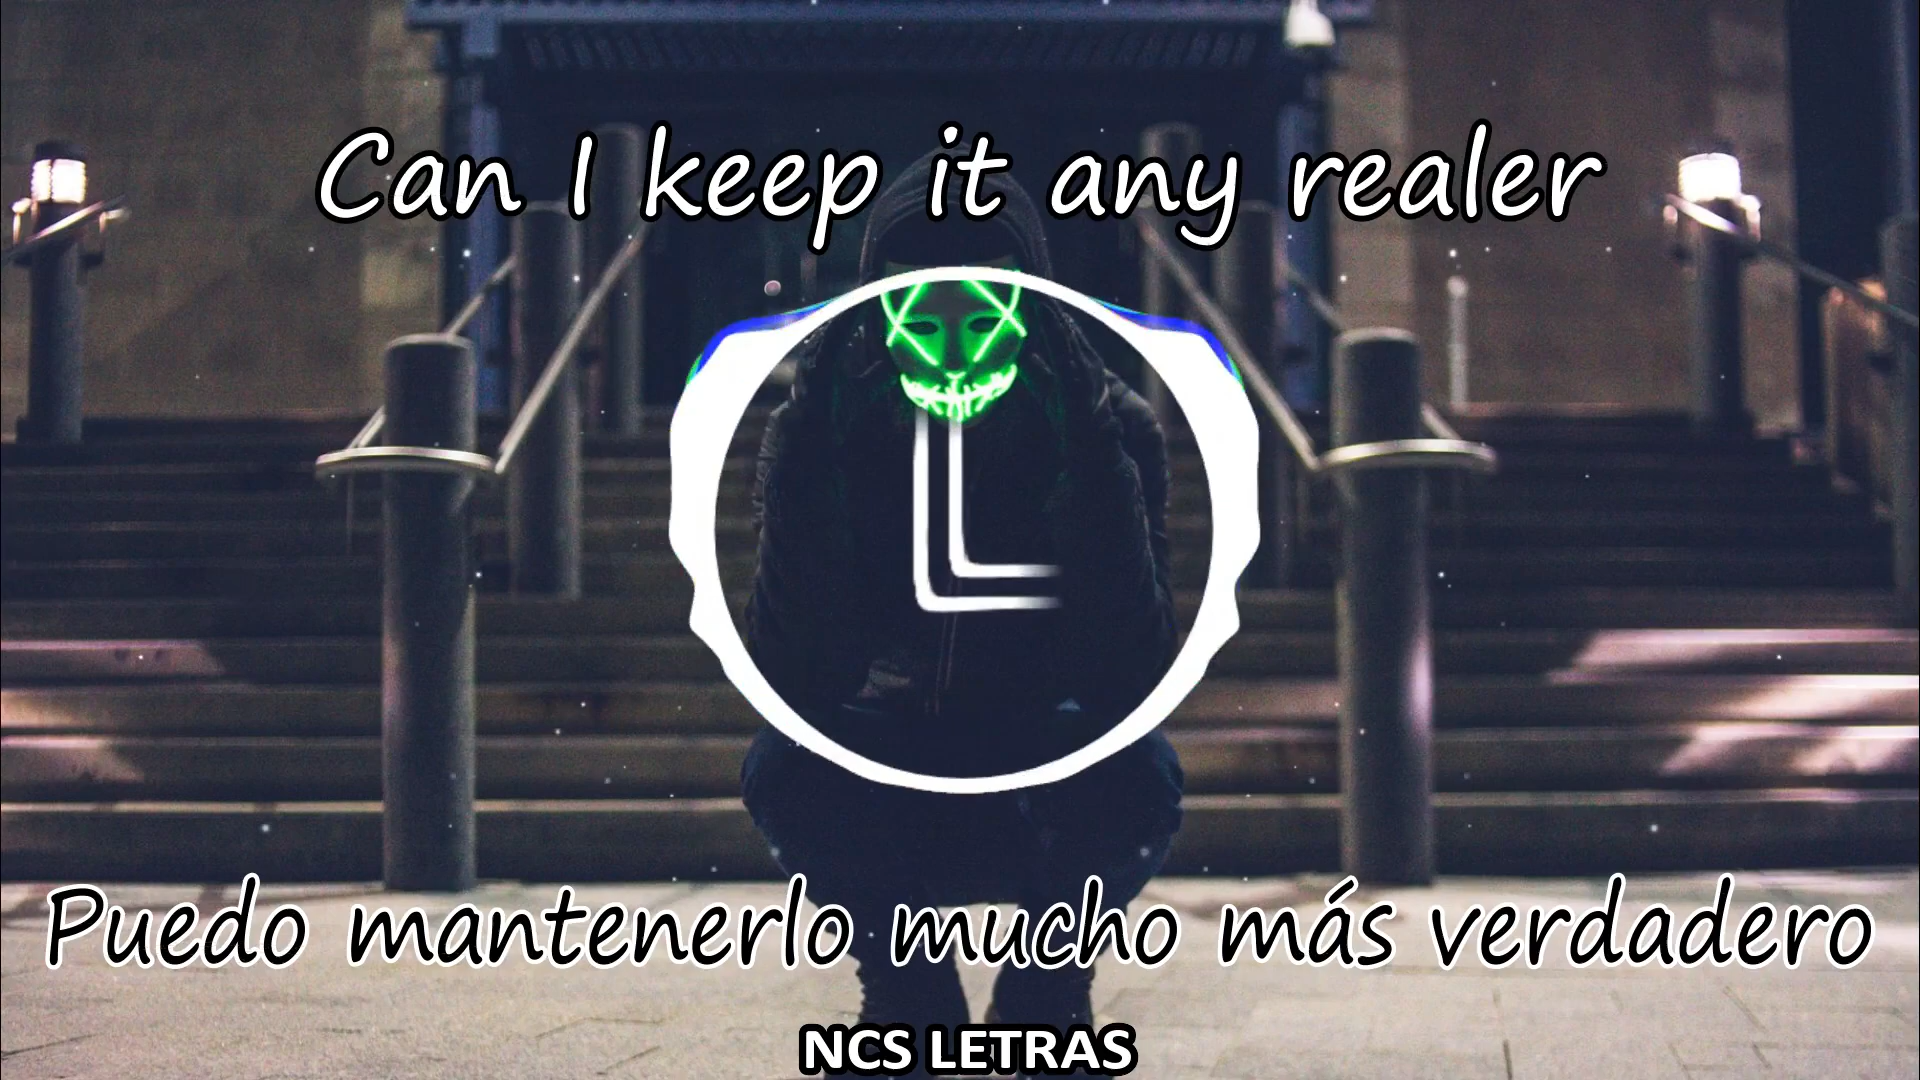 Can I keep it any realer
L
Puedo mantenerlo mucho más verdadero
NCS LETRAS